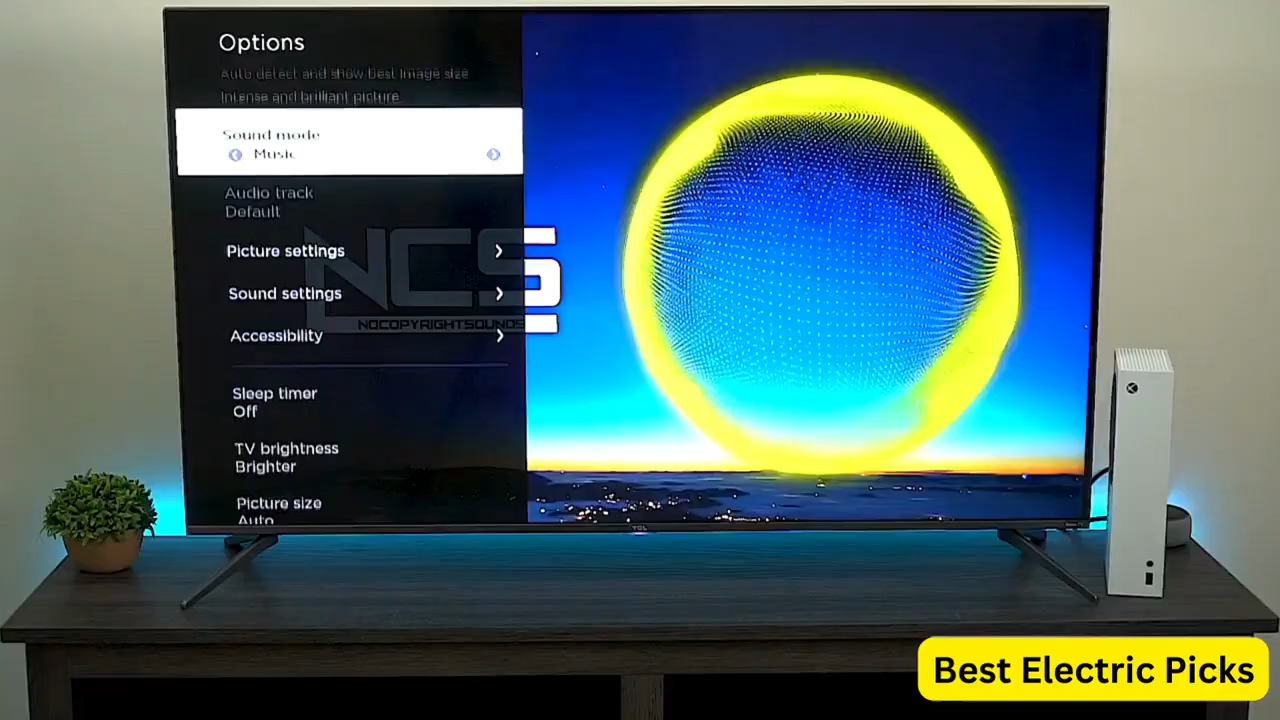 Options
Auto detect and show best image size
Intense and brilliant picture
Sound mode
Music
Audio track
Default
Picture settings
Sound settings
Accessibility
NCS
NOCOPYRIGHTSOUNDS
Sleep timer
Off
TV brightness
Brighter
Picture size
Auto
TCL
Best Electric Picks